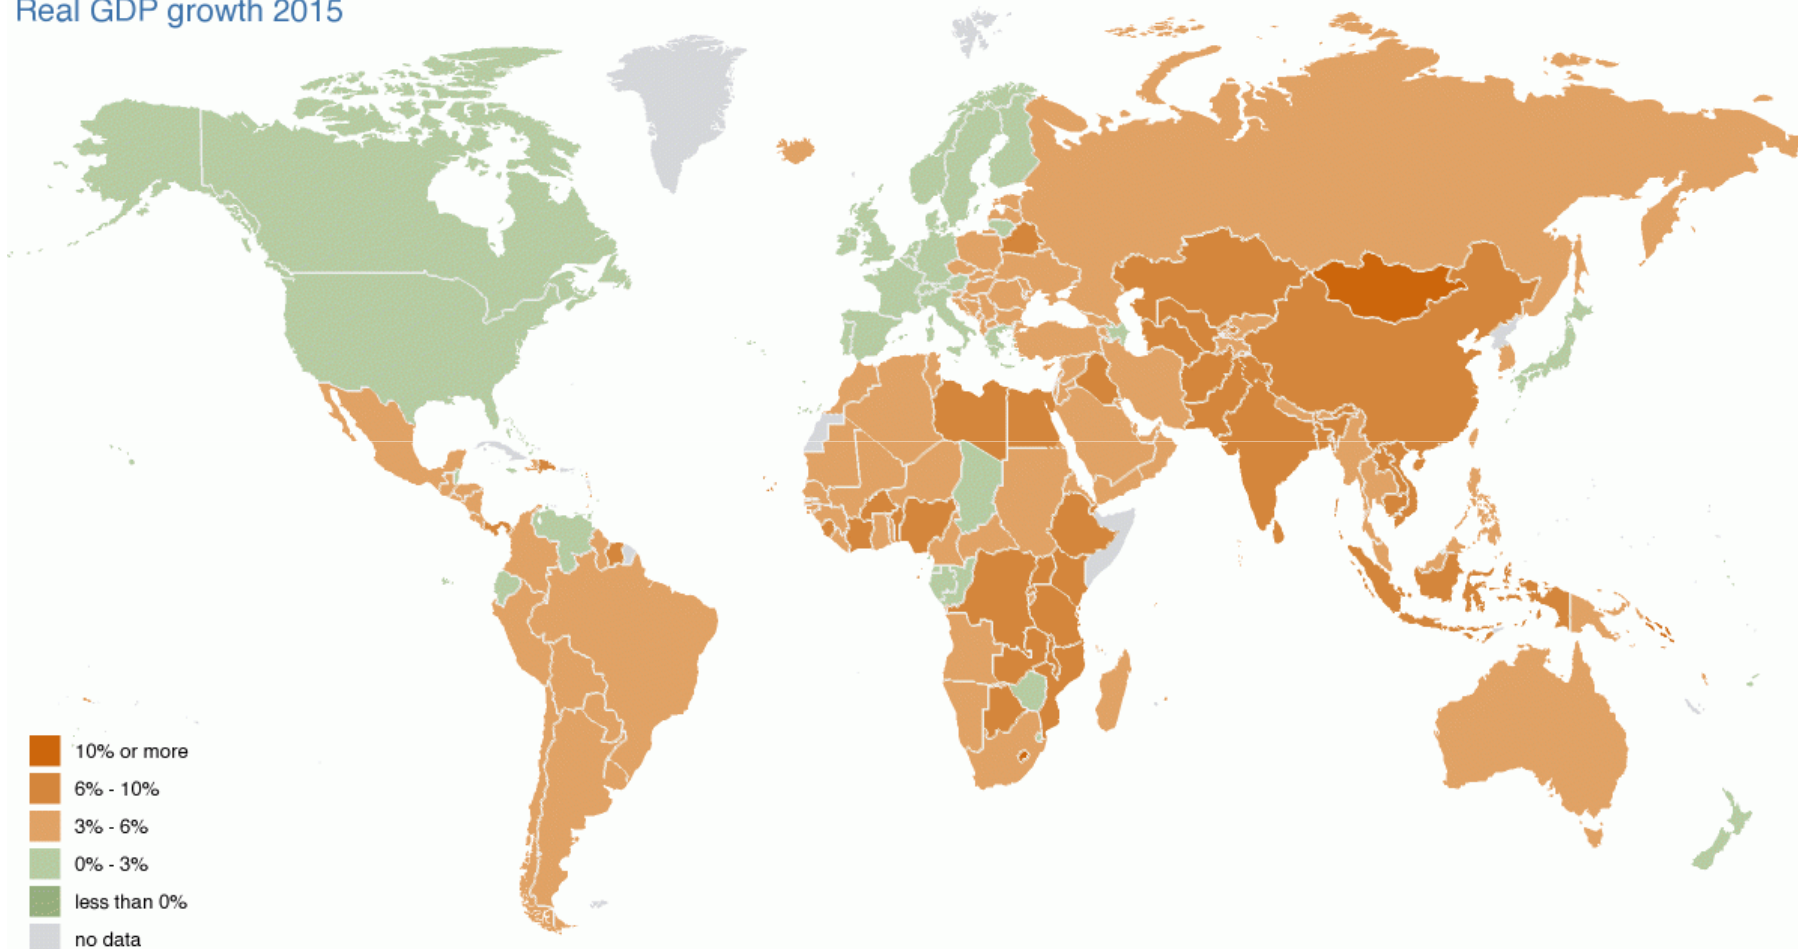 Real GDP growth 2015
10% or more
6% - 10%
3% - 6%
0% - 3%
less than 0%
no data